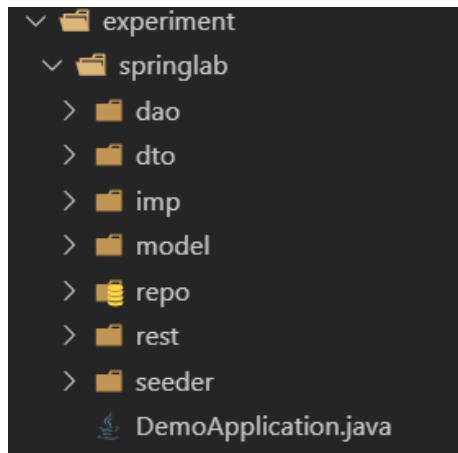 experiment
springlab
dao
dto
imp
model
repo
rest
seeder
DemoApplication.java